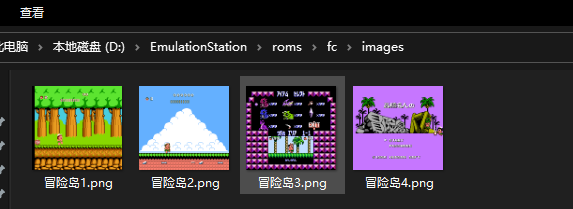 查看
比电脑 > 本地磁盘 (D:) > EmulationStation > roms > fc > images
冒险岛1.png
冒险岛2.png
冒险岛3.png
冒险岛4.png